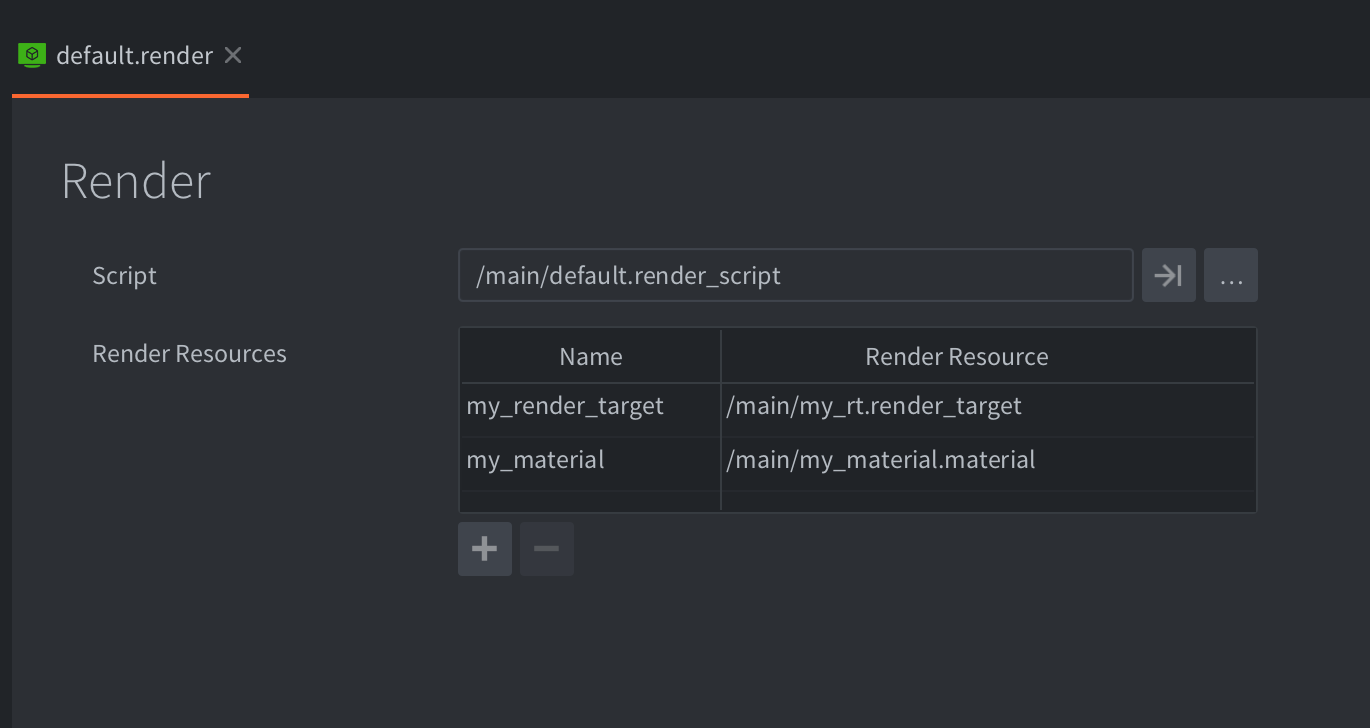 default.render
Render
Script
/main/default.render_script
...
Render Resources
Name
Render Resource
my_render_target
/main/my_rt.render_target
my_material
/main/my_material.material